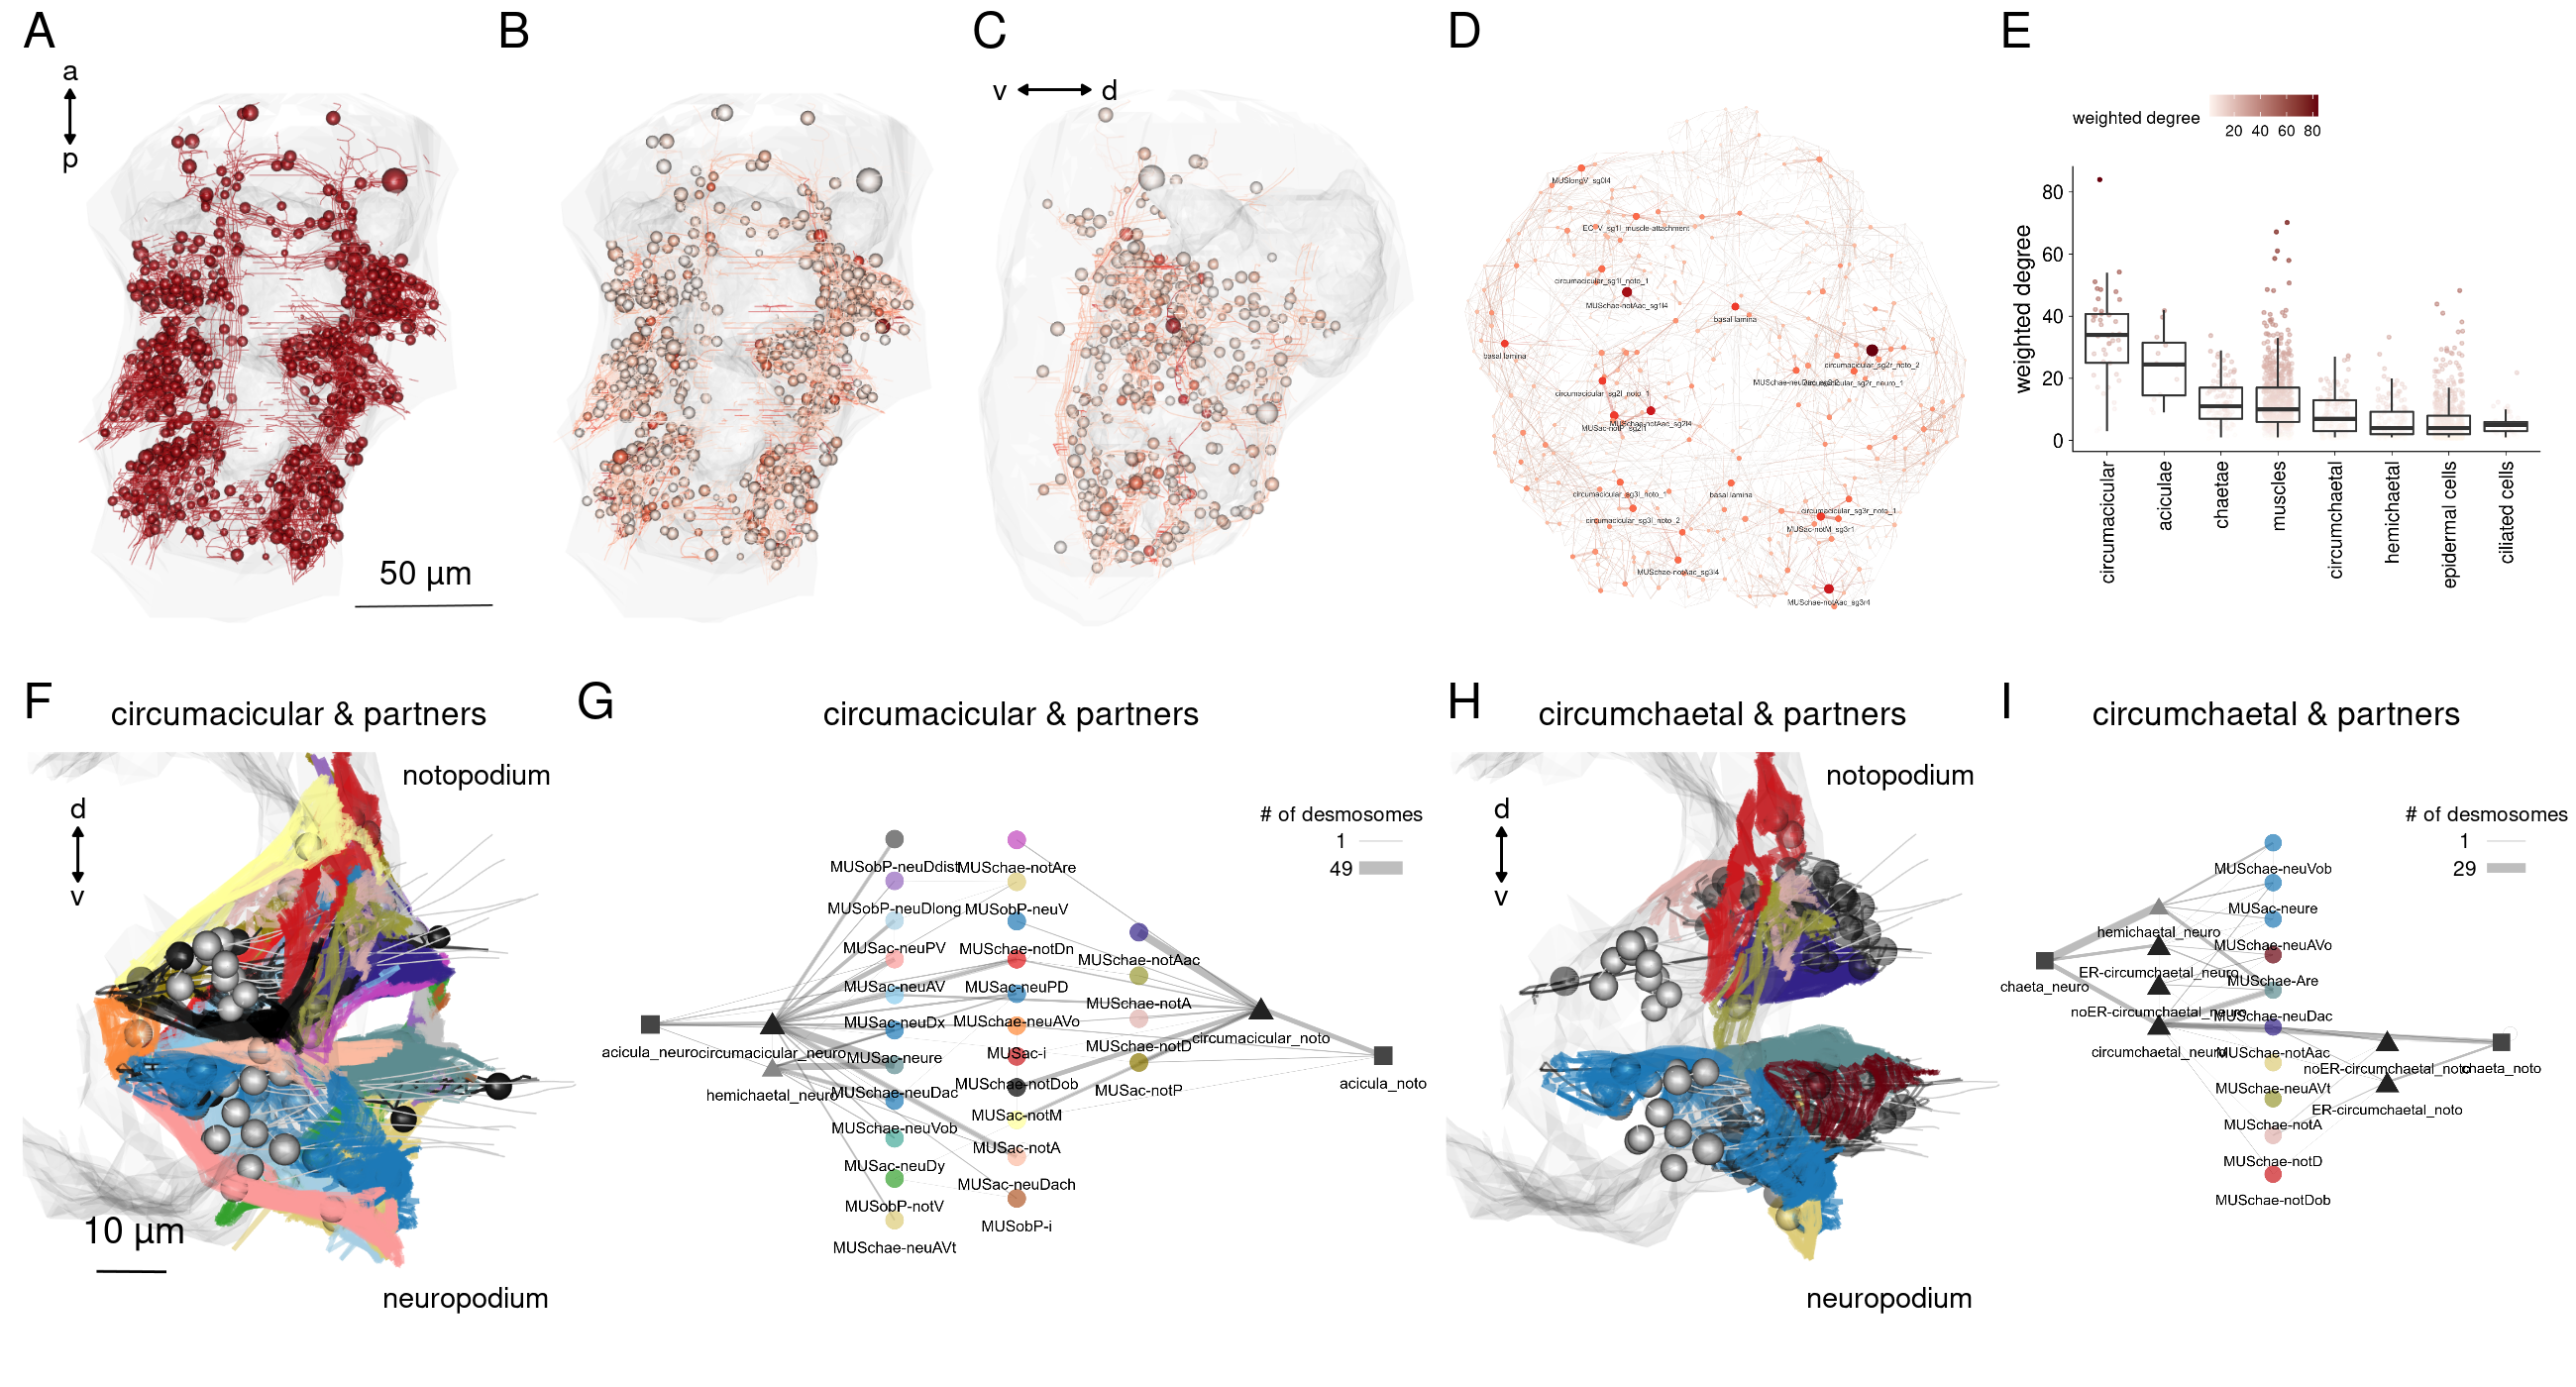 A
B
C
D
E
a
p
v
d
50 µm
MUSlongV_sg0l4
EC_V_sg1l_muscle-attachment
circumacicular_sg1l_noto_1
MUSchae-notAac_sg1l4
basal lamina
basal lamina
circumacicular_sg2r_noto_2
circumacicular_sg2l_noto_1
MUSchae-notAac_sg2l4
MUSac-notP_sg2l1
circumacicular_sg3l_noto_1
basal lamina
circumacicular_sg3r_noto_1
circumacicular_sg3l_noto_2
MUSac-notM_sg3r1
MUSchae-notAac_sg3l4
MUSchae-notAac_sg3r4
weighted degree
20 40 60 80
weighted degree
80
60
40
20
0
circumacicular
aciculae
chaetae
muscles
circumchaetal
hemichaetal
epidermal cells
ciliated cells
F
circumacicular & partners
notopodium
d
v
10 µm
neuropodium
G
circumacicular & partners
# of desmosomes
1
49
MUSobP-neuDdist
MUSchae-notAre
MUSobP-neuDlong
MUSobP-neuV
MUSac-neuPV
MUSchae-notDn
MUSchae-notAac
MUSac-neuAV
MUSac-neuPD
MUSchae-notA
MUSac-neuDx
MUSchae-neuAVo
circumacicular_noto
acicula_neuro
circumacicular_neuro
MUSac-neure
MUSac-i
MUSchae-notD
acicula_noto
hemichaetal_neuro
MUSchae-neuDac
MUSchae-notDob
MUSac-notP
MUSchae-neuVob
MUSac-notM
MUSac-neuDy
MUSac-notA
MUSobP-notV
MUSac-neuDach
MUSchae-neuAVt
MUSobP-i
H
circumchaetal & partners
notopodium
d
v
neuropodium
I
circumchaetal & partners
# of desmosomes
1
29
MUSchae-neuVob
MUSac-neure
hemichaetal_neuro
MUSchae-neuAVo
ER-circumchaetal_neuro
MUSchae-Are
chaeta_neuro
noER-circumchaetal_neuro
MUSchae-neuDac
circumchaetal_neuro
MUSchae-notAac
noER-circumchaetal_noto
chaeta_noto
MUSchae-neuAVt
ER-circumchaetal_noto
MUSchae-notA
MUSchae-notD
MUSchae-notDob